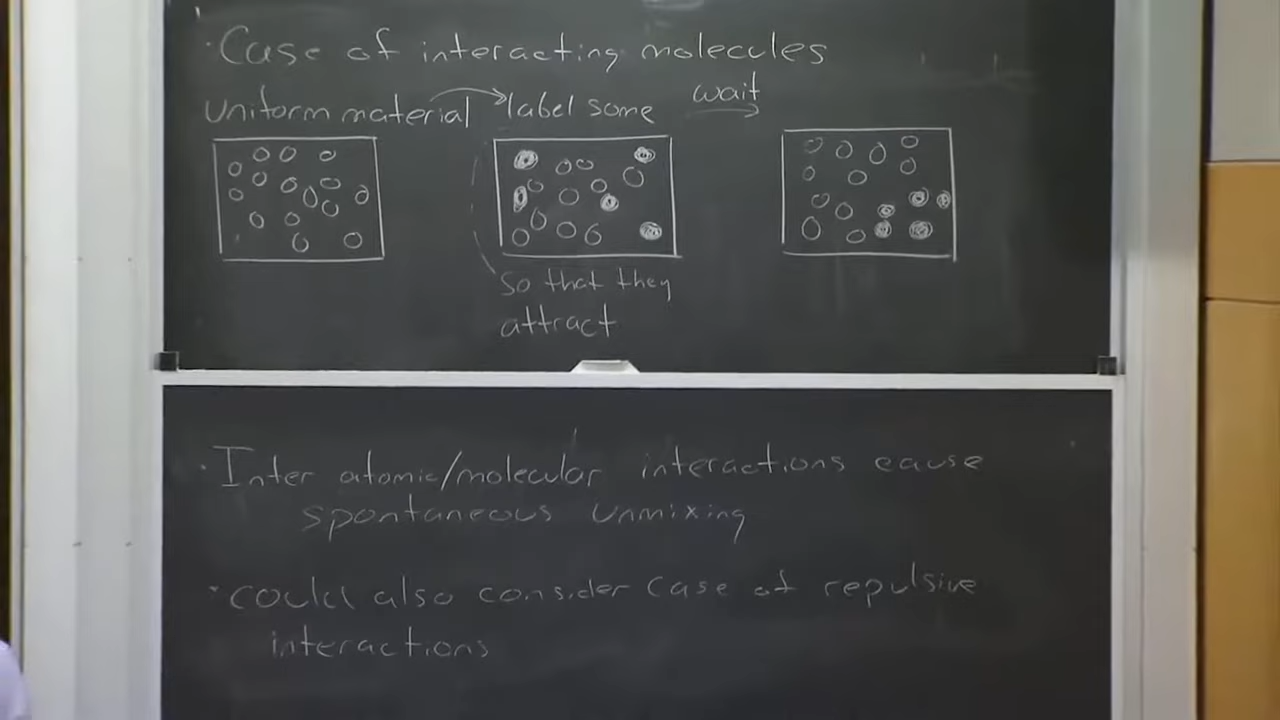 · Case of interacting molecules
uniform material → label some wait →
so that they
attract
· Inter atomic/molecular interactions cause
spontaneous unmixing
· could also consider case of repulsive
interactions